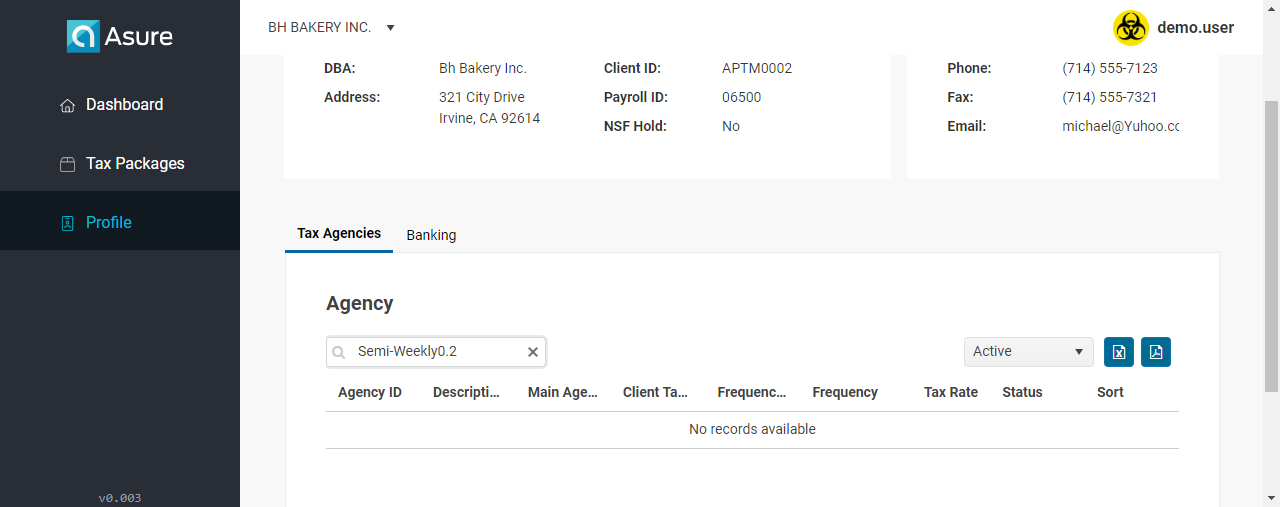 Asure
BH BAKERY INC.
demo.user
Dashboard
Tax Packages
Profile
v0.003
DBA: Bh Bakery Inc.
Address: 321 City Drive
Irvine, CA 92614
Client ID: APTM0002
Payroll ID: 06500
NSF Hold: No
Phone: (714) 555-7123
Fax: (714) 555-7321
Email: michael@Yuhoo.cc
Tax Agencies Banking
Agency
Semi-Weekly0.2
Active
Agency ID Descripti... Main Age... Client Ta... Frequenc... Frequency Tax Rate Status Sort
No records available